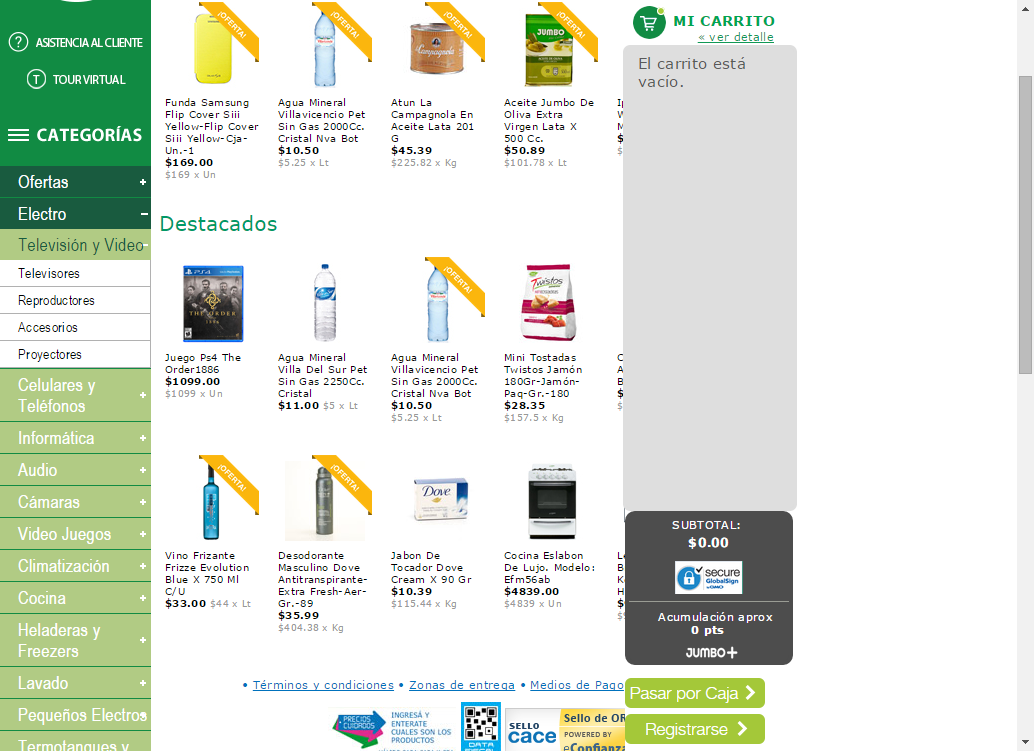 ASISTENCIA AL CLIENTE
TOUR VIRTUAL
CATEGORÍAS
Ofertas +
Electro –
Televisión y Video –
Televisores
Reproductores
Accesorios
Proyectores
Celulares y
Teléfonos +
Informática +
Audio +
Cámaras +
Video Juegos +
Climatización +
Cocina +
Heladeras y
Freezers +
Lavado +
Pequeños Electros +
Termotanques y
¡OFERTA!
¡OFERTA!
¡OFERTA!
¡OFERTA!
JUMBO
Funda Samsung
Flip Cover Siii
Yellow-Flip Cover
Siii Yellow-Cja-
Un.-1
$169.00
$169 x Un
Agua Mineral
Villavicencio Pet
Sin Gas 2000Cc.
Cristal Nva Bot
$10.50
$5.25 x Lt
Atun La
Campagnola En
Aceite Lata 201
G
$45.39
$225.82 x Kg
Aceite Jumbo De
Oliva Extra
Virgen Lata X
500 Cc.
$50.89
$101.78 x Lt
Destacados
PS4
THE ORDER
1886
¡OFERTA!
Twistos
Juego Ps4 The
Order1886
$1099.00
$1099 x Un
Agua Mineral
Villa Del Sur Pet
Sin Gas 2250Cc.
Cristal
$11.00 $5 x Lt
Agua Mineral
Villavicencio Pet
Sin Gas 2000Cc.
Cristal Nva Bot
$10.50
$5.25 x Lt
Mini Tostadas
Twistos Jamón
180Gr-Jamón-
Paq-Gr.-180
$28.35
$157.5 x Kg
¡OFERTA!
¡OFERTA!
Dove
Vino Frizante
Frizze Evolution
Blue X 750 Ml
C/U
$33.00 $44 x Lt
Desodorante
Masculino Dove
Antitranspirante-
Extra Fresh-Aer-
Gr.-89
$35.99
$404.38 x Kg
Jabon De
Tocador Dove
Cream X 90 Gr
$10.39
$115.44 x Kg
Cocina Eslabon
De Lujo. Modelo:
Efm56ab
$4839.00
$4839 x Un
• Términos y condiciones • Zonas de entrega • Medios de Pago
PRECIOS
CUIDADOS
INGRESÁ Y
ENTERATE
CUALES SON LOS
PRODUCTOS
DATA
SELLO
cace
Sello de OR
POWERED BY
eConfianza
MI CARRITO
« ver detalle
El carrito está
vacío.
SUBTOTAL:
$0.00
secure
GlobalSign
Acumulación aprox
0 pts
JUMBO+
Pasar por Caja
Registrarse